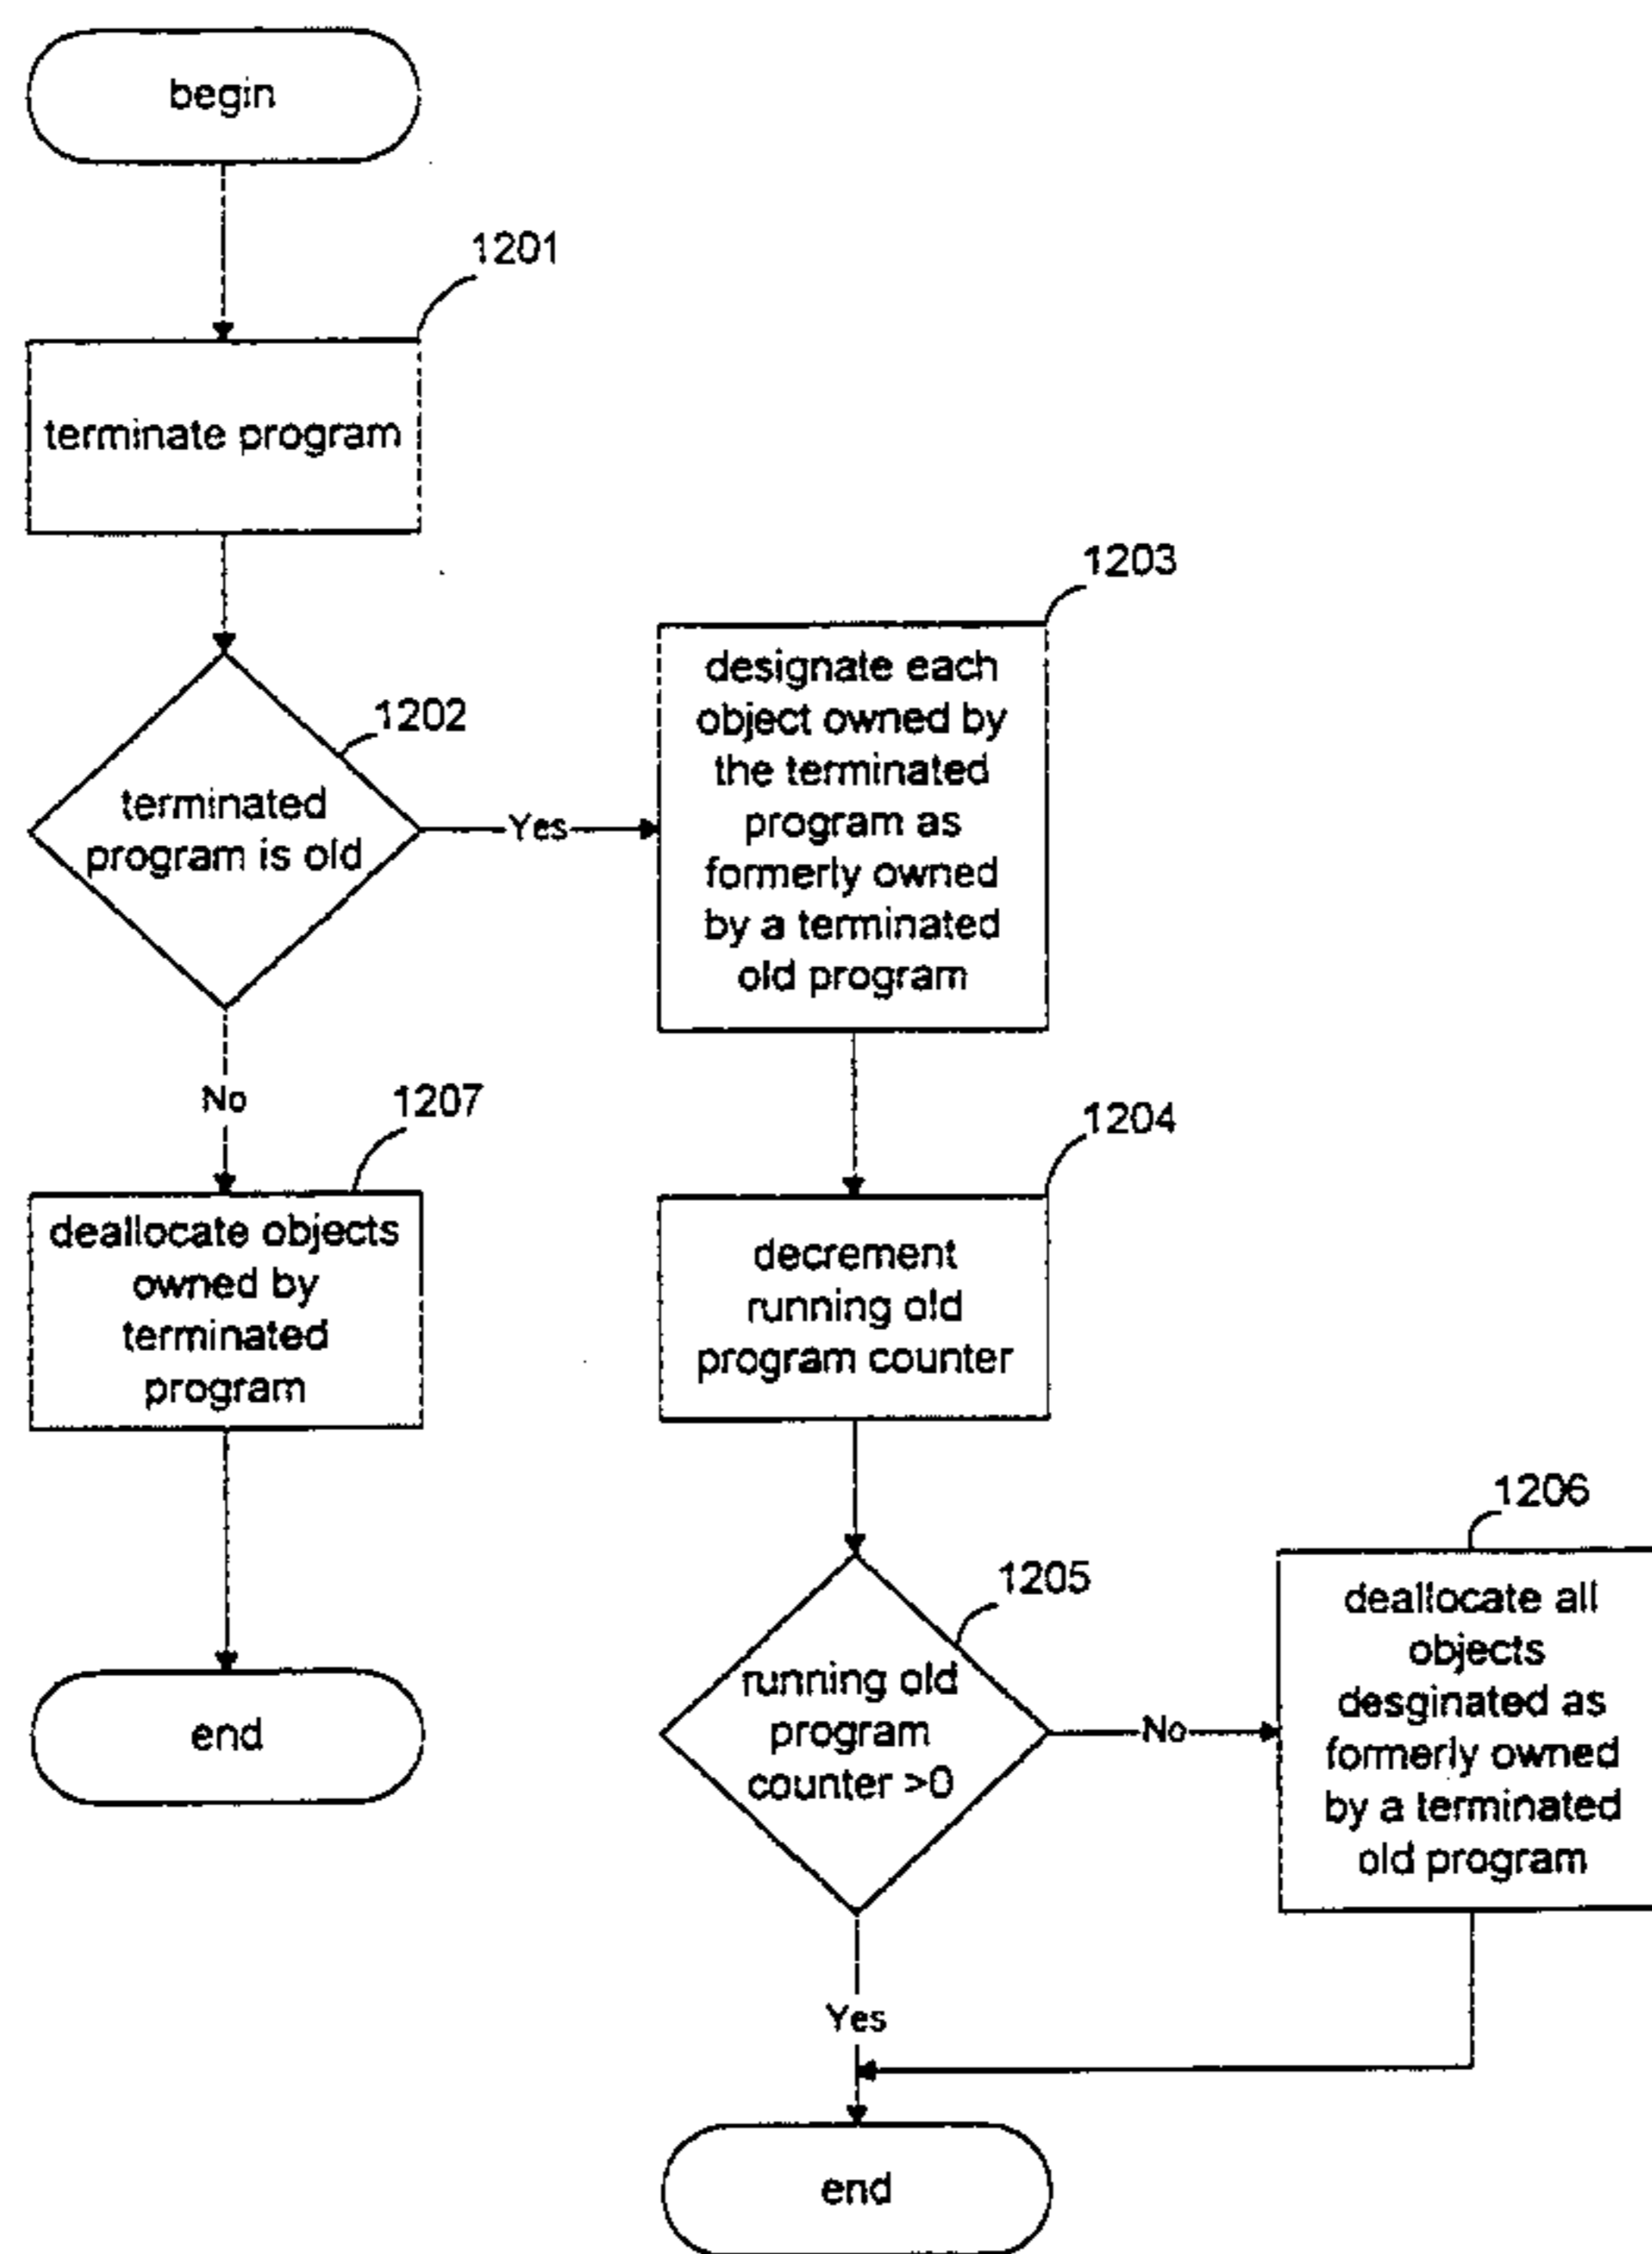 begin
1201
terminate program
1202
terminated
program is old
Yes
1203
designate each
object owned by
the terminated
program as
formerly owned
by a terminated
old program
No
1207
deallocate objects
owned by
terminated
program
end
1204
decrement
running old
program counter
1205
running old
program
counter >0
No
1206
deallocate all
objects
desginated as
formerly owned
by a terminated
old program
Yes
end